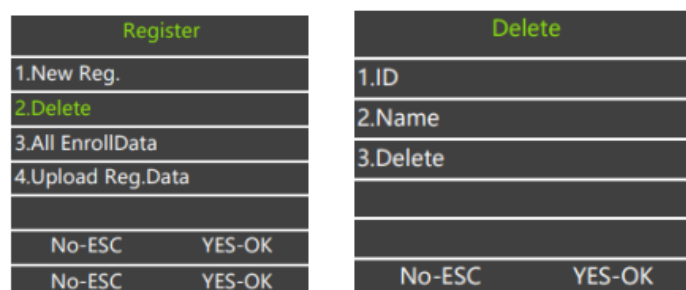 Register
1.New Reg.
2.Delete
3.All EnrollData
4.Upload Reg.Data
No-ESC YES-OK
No-ESC YES-OK
Delete
1.ID
2.Name
3.Delete
No-ESC YES-OK